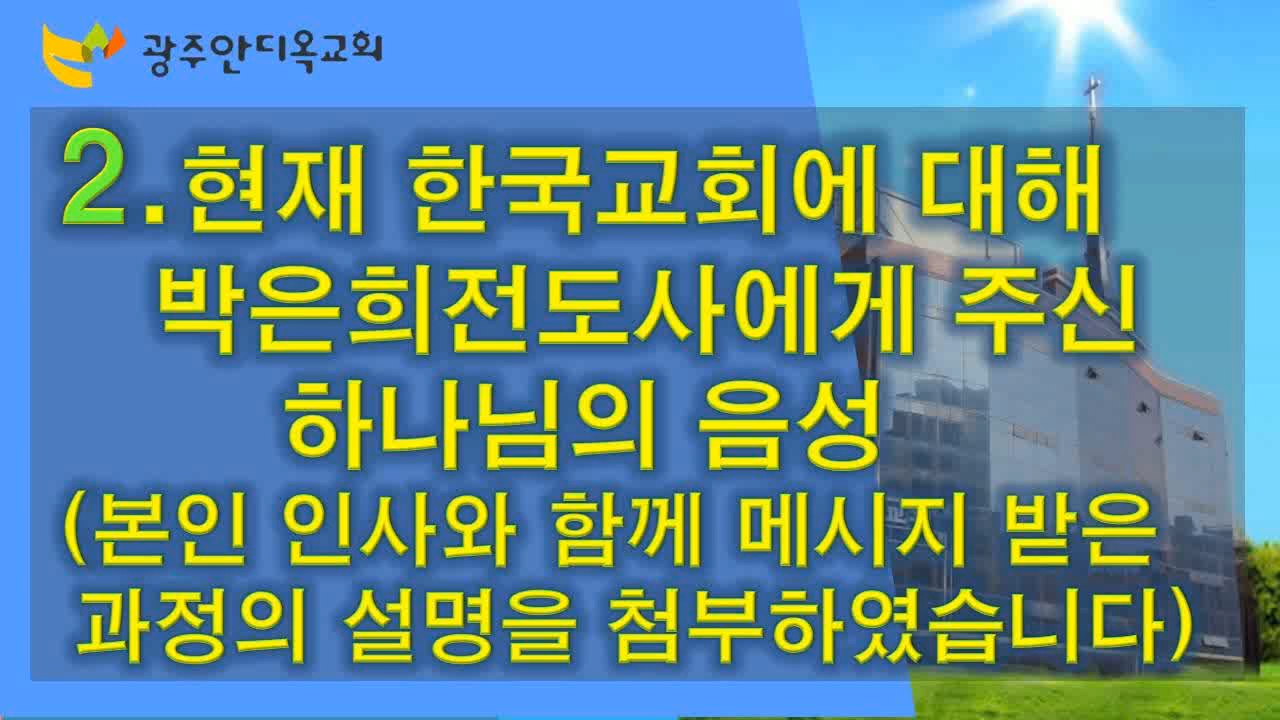 광주안디옥교회
2.현재 한국교회에 대해
박은희전도사에게 주신
하나님의 음성
(본인 인사와 함께 메시지 받은
과정의 설명을 첨부하였습니다)